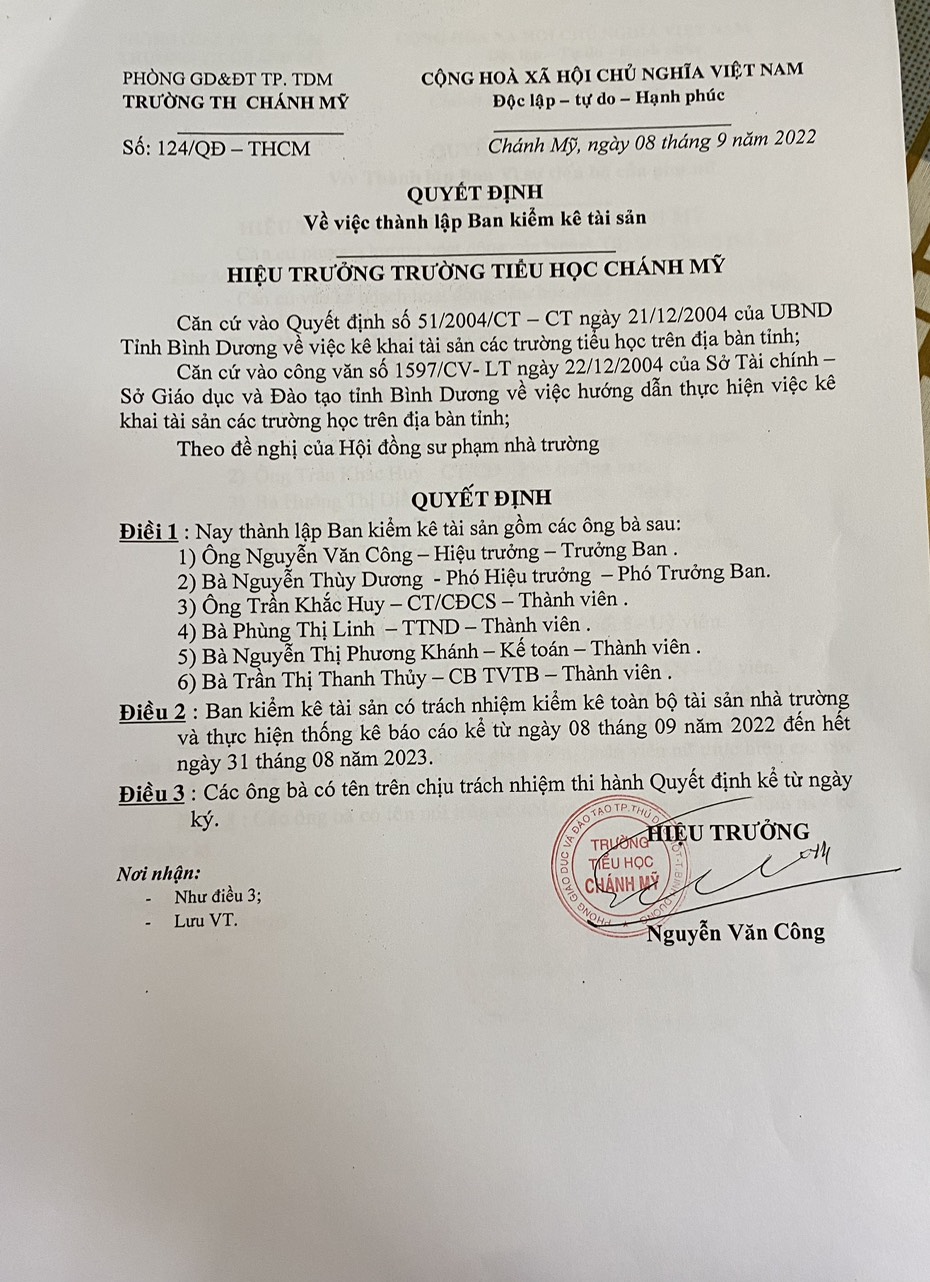 PHÒNG GD&ĐT TP. TDM
TRƯỜNG TH CHÁNH MỸ
Số: 124/QĐ – THCM
CỘNG HOÀ XÃ HỘI CHỦ NGHĨA VIỆT NAM
Độc lập – tự do – Hạnh phúc
Chánh Mỹ, ngày 08 tháng 9 năm 2022
QUYẾT ĐỊNH
Về việc thành lập Ban kiểm kê tài sản
HIỆU TRƯỞNG TRƯỜNG TIỂU HỌC CHÁNH MỸ
Căn cứ vào Quyết định số 51/2004/CT – CT ngày 21/12/2004 của UBND
Tỉnh Bình Dương về việc kê khai tài sản các trường tiểu học trên địa bàn tỉnh;
Căn cứ vào công văn số 1597/CV- LT ngày 22/12/2004 của Sở Tài chính –
Sở Giáo dục và Đào tạo tỉnh Bình Dương về việc hướng dẫn thực hiện việc kê
khai tài sản các trường học trên địa bàn tỉnh;
Theo đề nghị của Hội đồng sư phạm nhà trường
QUYẾT ĐỊNH
Điềi 1 : Nay thành lập Ban kiểm kê tài sản gồm các ông bà sau:
1) Ông Nguyễn Văn Công – Hiệu trưởng – Trưởng Ban .
2) Bà Nguyễn Thùy Dương - Phó Hiệu trưởng – Phó Trưởng Ban.
3) Ông Trần Khắc Huy – CT/CĐCS – Thành viên .
4) Bà Phùng Thị Linh – TTND – Thành viên .
5) Bà Nguyễn Thị Phương Khánh – Kế toán – Thành viên .
6) Bà Trần Thị Thanh Thủy – CB TVTB – Thành viên .
Điều 2 : Ban kiểm kê tài sản có trách nhiệm kiểm kê toàn bộ tài sản nhà trường
và thực hiện thống kê báo cáo kể từ ngày 08 tháng 09 năm 2022 đến hết
ngày 31 tháng 08 năm 2023.
Điều 3 : Các ông bà có tên trên chịu trách nhiệm thi hành Quyết định kể từ ngày
ký.
HIỆU TRƯỞNG
PHÒNG GIÁO DỤC VÀ ĐÀO TẠO TP.THỦ DẦU MỘT-T.BÌNH DƯƠNG
TRƯỜNG
TIỂU HỌC
CHÁNH MỸ
Nguyễn Văn Công
Nơi nhận:
- Như điều 3;
- Lưu VT.